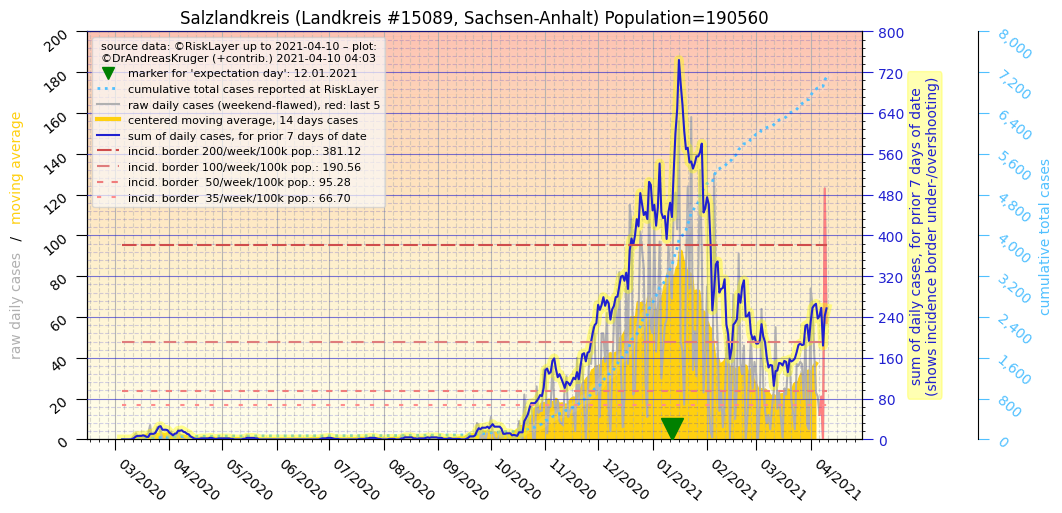 Salzlandkreis (Landkreis #15089, Sachsen-Anhalt) Population=190560
source data: ©RiskLayer up to 2021-04-10 – plot:
©DrAndreasKruger (+contrib.) 2021-04-10 04:03
marker for 'expectation day': 12.01.2021
cumulative total cases reported at RiskLayer
raw daily cases (weekend-flawed), red: last 5
centered moving average, 14 days cases
sum of daily cases, for prior 7 days of date
incid. border 200/week/100k pop.: 381.12
incid. border 100/week/100k pop.: 190.56
incid. border  50/week/100k pop.: 95.28
incid. border  35/week/100k pop.: 66.70
raw daily cases / moving average
200
180
160
140
120
100
80
60
40
20
0
800
720
640
560
480
400
320
240
160
80
0
sum of daily cases, for prior 7 days of date
(shows incidence border under-/overshooting)
8,000
7,200
6,400
5,600
4,800
4,000
3,200
2,400
1,600
800
0
cumulative total cases
03/2020
04/2020
05/2020
06/2020
07/2020
08/2020
09/2020
10/2020
11/2020
12/2020
01/2021
02/2021
03/2021
04/2021